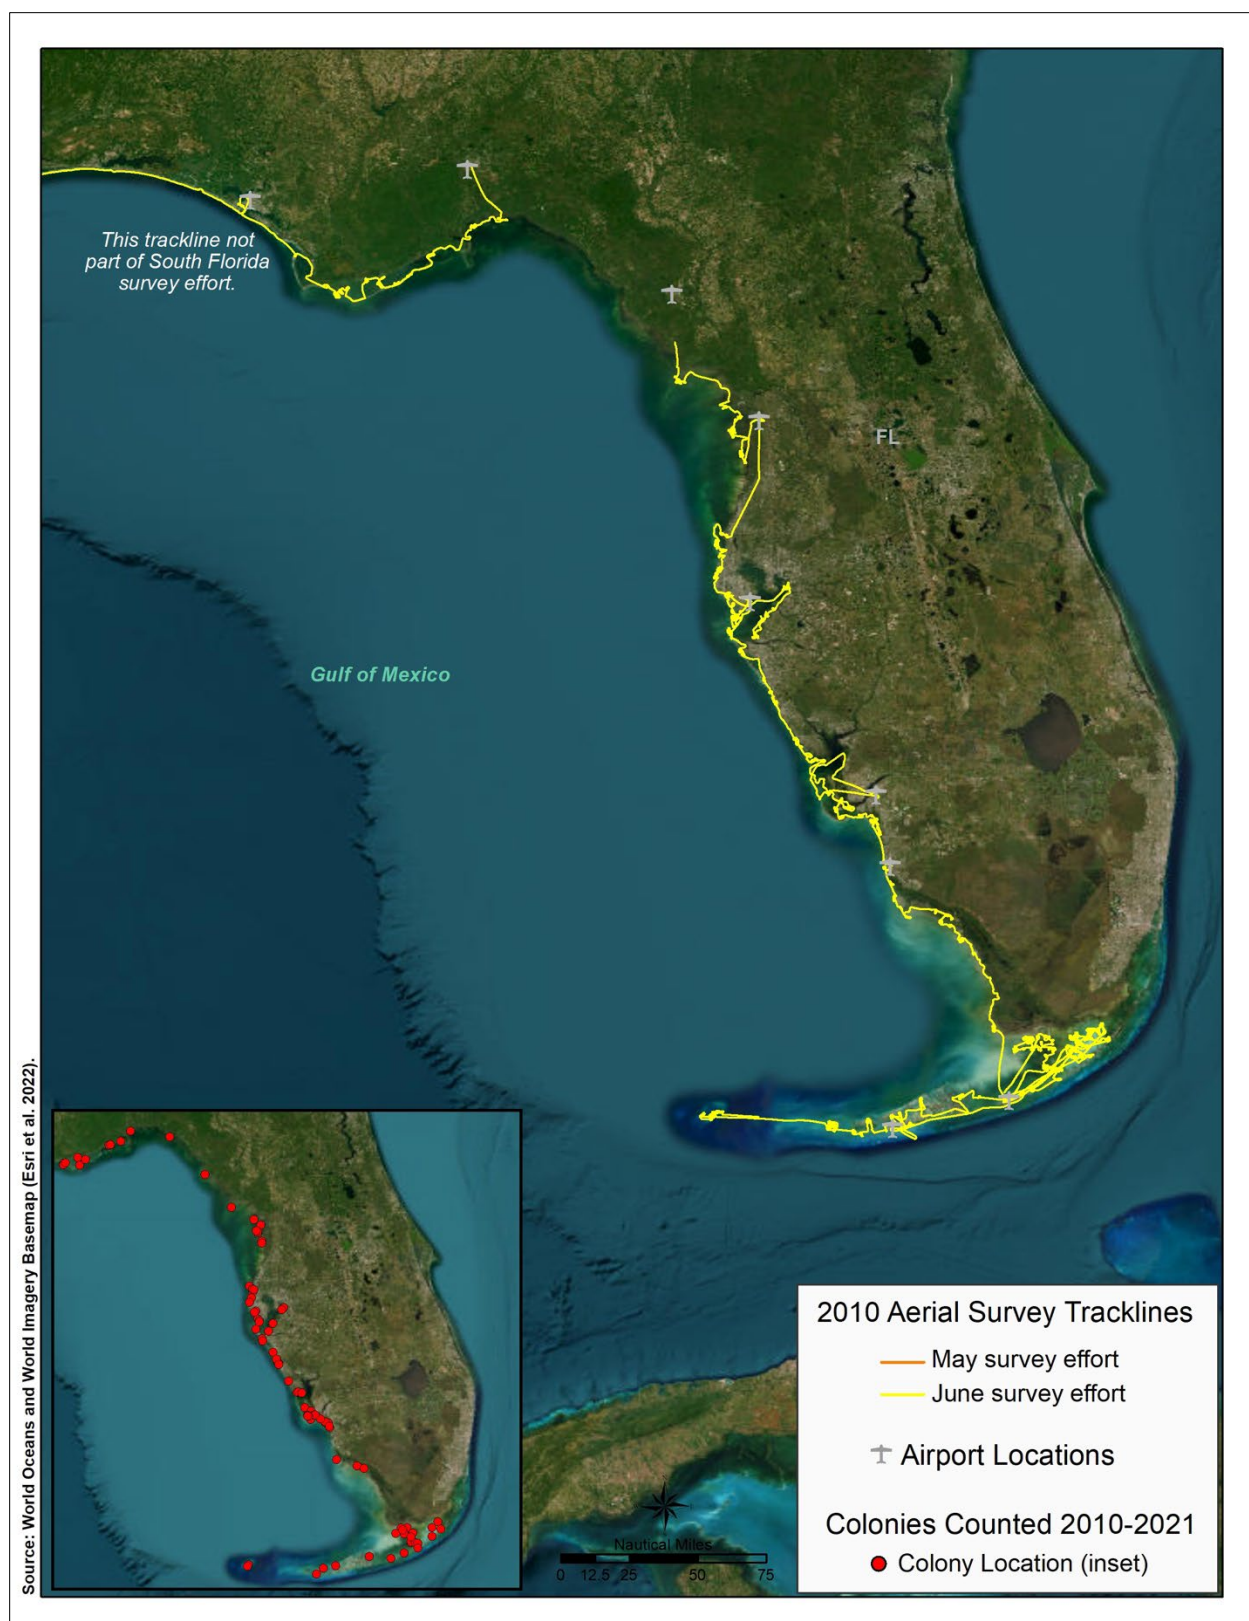 This trackline not
part of South Florida
survey effort.
FL
Gulf of Mexico
Source: World Oceans and World Imagery Basemap (Esri et al. 2022).
2010 Aerial Survey Tracklines
May survey effort
June survey effort
Airport Locations
Colonies Counted 2010-2021
Colony Location (inset)
Nautical Miles
0 12.5 25 50 75